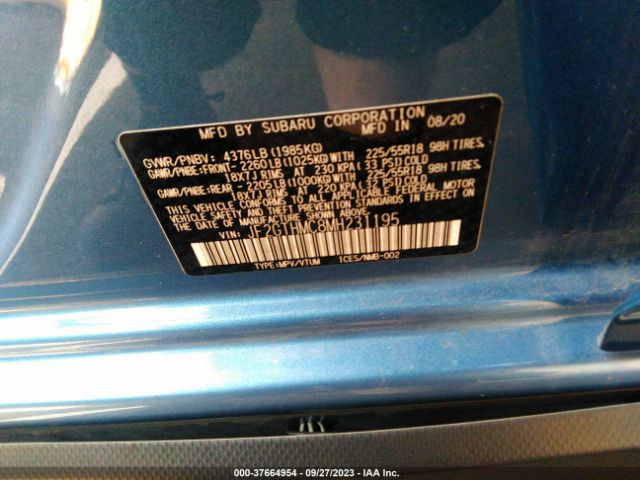 MFD BY SUBARU CORPORATION
MFD IN 08/20
GVWR/PNBV: 4376LB(1985KG)
GAWR/PNBE:FRONT - 2260LB(1025KG)WITH 225/55R18 98H TIRES,
18X7J RIMS, AT 230 KPA(33 PSI)COLD
GAWR/PNBE:REAR - 2205LB(1000KG)WITH 225/55R18 98H TIRES,
18X7J RIMS, AT 220 KPA(32 PSI)COLD
THIS VEHICLE CONFORMS TO ALL APPLICABLE FEDERAL MOTOR
VEHICLE SAFETY STANDARDS IN EFFECT ON THE DATE OF
MANUFACTURE SHOWN ABOVE.
VIN: JF2GTHMC8MH231195
TYPE:MPV/VTUM ICES/NMB-002
000-37664954 - 09/27/2023 - IAA Inc.